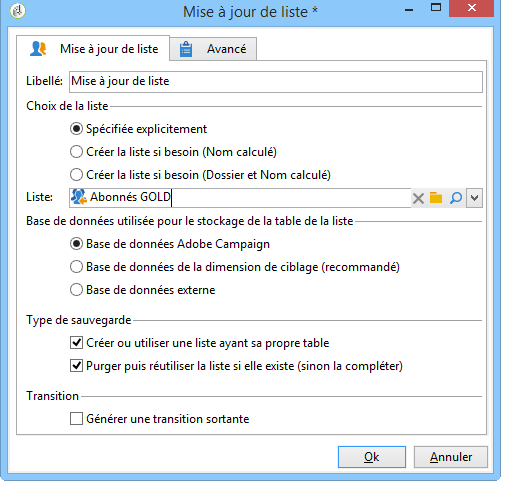 Mise à jour de liste *
Mise à jour de liste
Avancé
Libellé: Mise à jour de liste
Choix de la liste
Spécifiée explicitement
Créer la liste si besoin (Nom calculé)
Créer la liste si besoin (Dossier et Nom calculé)
Liste: Abonnés GOLD
Base de données utilisée pour le stockage de la table de la liste
Base de données Adobe Campaign
Base de données de la dimension de ciblage (recommandé)
Base de données externe
Type de sauvegarde
Créer ou utiliser une liste ayant sa propre table
Purger puis réutiliser la liste si elle existe (sinon la compléter)
Transition
Générer une transition sortante
Ok Annuler